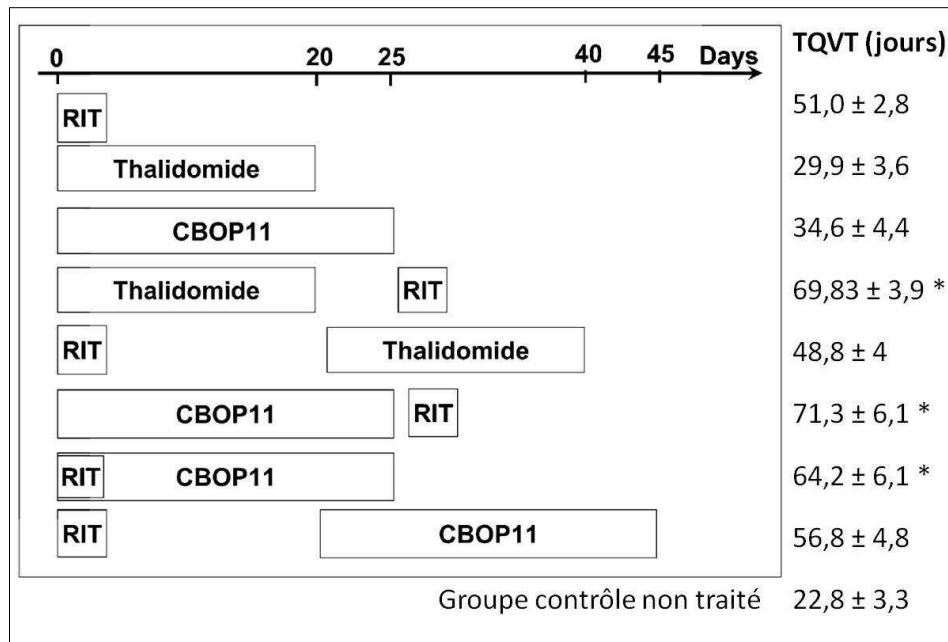 TQVT (jours)
0 20 25 40 45 Days
RIT 51,0 ± 2,8
Thalidomide 29,9 ± 3,6
CBOP11 34,6 ± 4,4
Thalidomide RIT 69,83 ± 3,9 *
RIT Thalidomide 48,8 ± 4
CBOP11 RIT 71,3 ± 6,1 *
RIT CBOP11 64,2 ± 6,1 *
RIT CBOP11 56,8 ± 4,8
Groupe contrôle non traité 22,8 ± 3,3